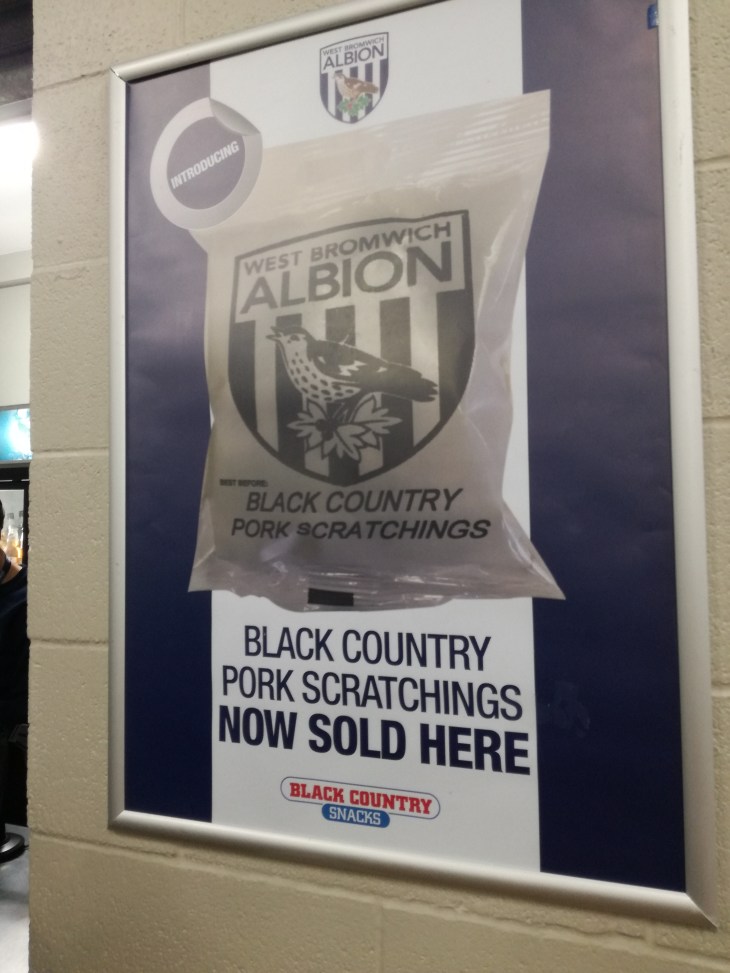 WEST BROMWICH
ALBION
INTRODUCING
WEST BROMWICH
ALBION
BEST BEFORE:
BLACK COUNTRY
PORK SCRATCHINGS
BLACK COUNTRY
PORK SCRATCHINGS
NOW SOLD HERE
BLACK COUNTRY
SNACKS